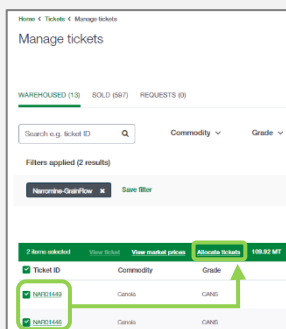 Home < Tickets < Manage tickets
Manage tickets
WAREHOUSED (13) SOLD (597) REQUESTS (0)
Search e.g. ticket ID Commodity Grade
Filters applied (2 results)
Narromine-GrainFlow x Save filter
2 items selected View ticket View market prices Allocate tickets 109.92 MT
Ticket ID Commodity Grade
NAR01449 Canola CANS
NAR01448 Canola CANS